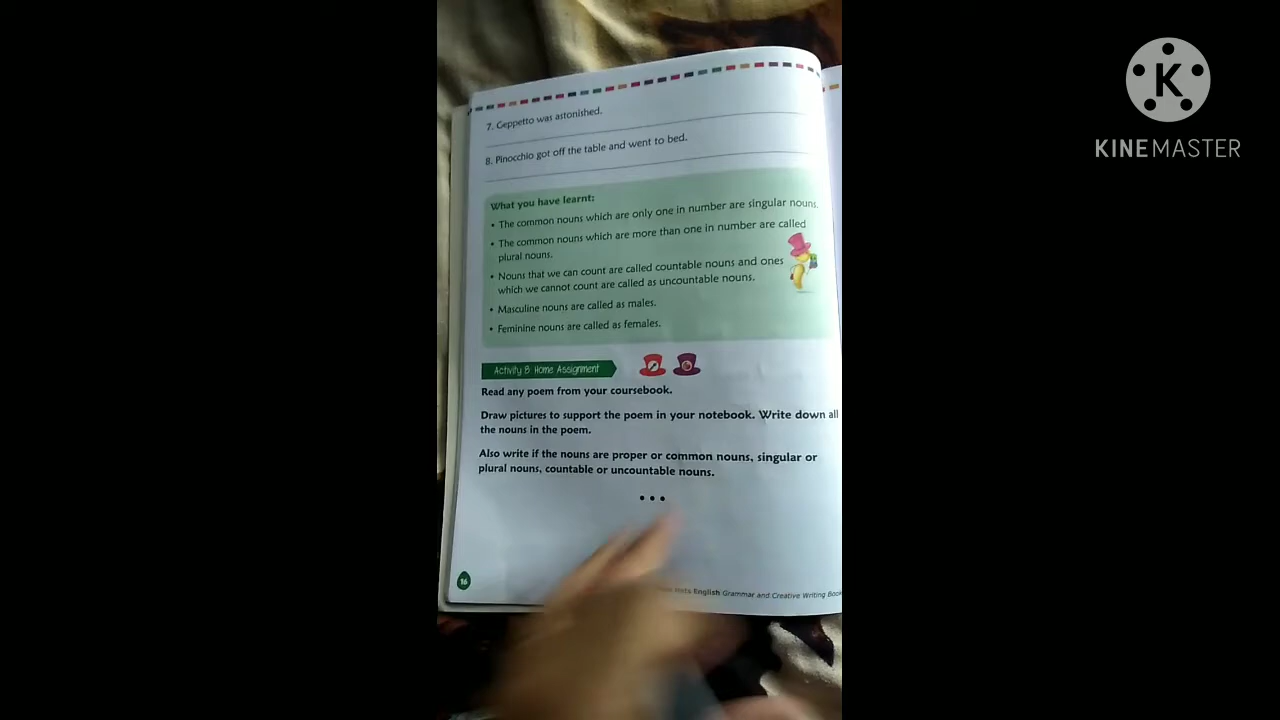 7. Geppetto was astonished.
8. Pinocchio got off the table and went to bed.
What you have learnt:
• The common nouns which are only one in number are singular nouns.
• The common nouns which are more than one in number are called
plural nouns.
• Nouns that we can count are called countable nouns and ones
which we cannot count are called as uncountable nouns.
• Masculine nouns are called as males.
• Feminine nouns are called as females.
Activity 8: Home Assignment
Read any poem from your coursebook.
Draw pictures to support the poem in your notebook. Write down all
the nouns in the poem.
Also write if the nouns are proper or common nouns, singular or
plural nouns, countable or uncountable nouns.
• • •
16
English Grammar and Creative Writing Book
K
KINEMASTER